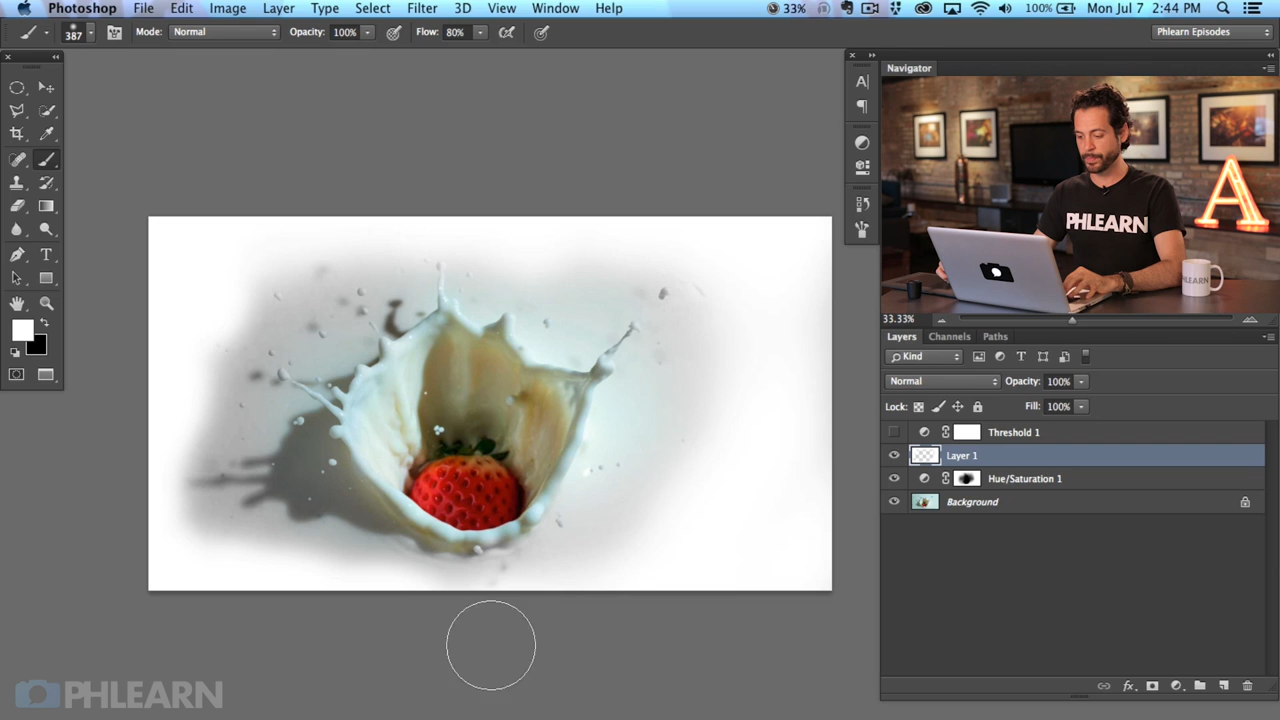 Photoshop File Edit Image Layer Type Select Filter 3D View Window Help 33% 100% Mon Jul 7 2:44 PM
387 Mode: Normal Opacity: 100% Flow: 80% Phlearn Episodes
Navigator
PHLEARN
A
PHLEARN
33.33%
Layers Channels Paths
Kind
Normal Opacity: 100%
Lock: Fill: 100%
Threshold 1
Layer 1
Hue/Saturation 1
Background
fx
PHLEARN